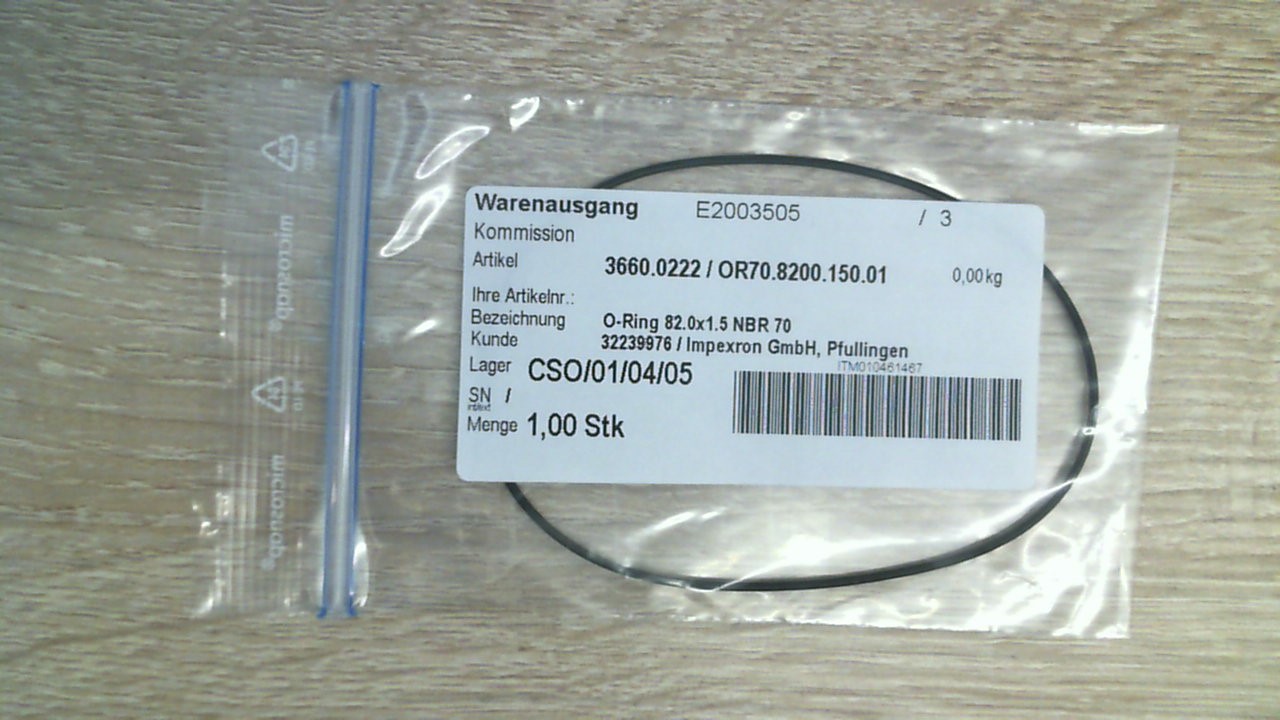 Warenausgang E2003505 / 3
Kommission
Artikel 3660.0222 / OR70.8200.150.01 0,00 kg
Ihre Artikelnr.:
Bezeichnung O-Ring 82.0x1.5 NBR 70
Kunde 32239976 / Impexron GmbH, Pfullingen
ITM010461467
Lager CSO/01/04/05
SN /
Menge 1,00 Stk
microsnap®
microsnap®